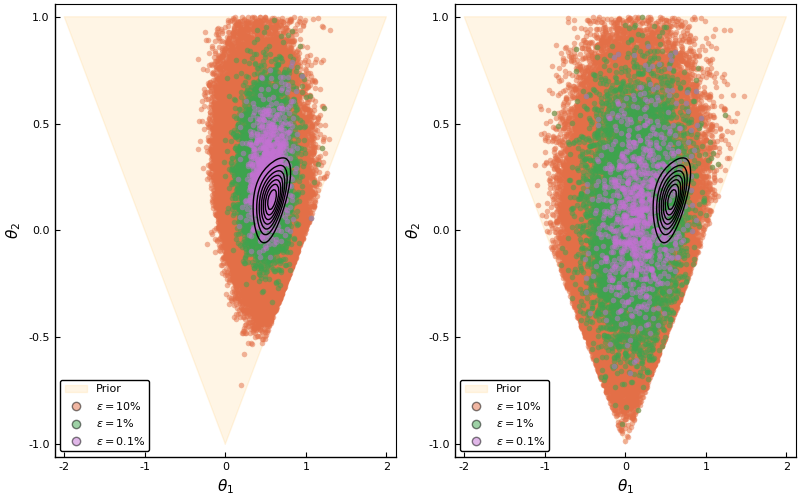 1.0
0.5
0.0
-0.5
-1.0
θ₂
-2
-1
0
1
2
θ₁
Prior
ε = 10%
ε = 1%
ε = 0.1%
1.0
0.5
0.0
-0.5
-1.0
θ₂
-2
-1
0
1
2
θ₁
Prior
ε = 10%
ε = 1%
ε = 0.1%